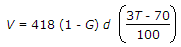 V = 418 (1 - G) d (3T - 70 / 100)